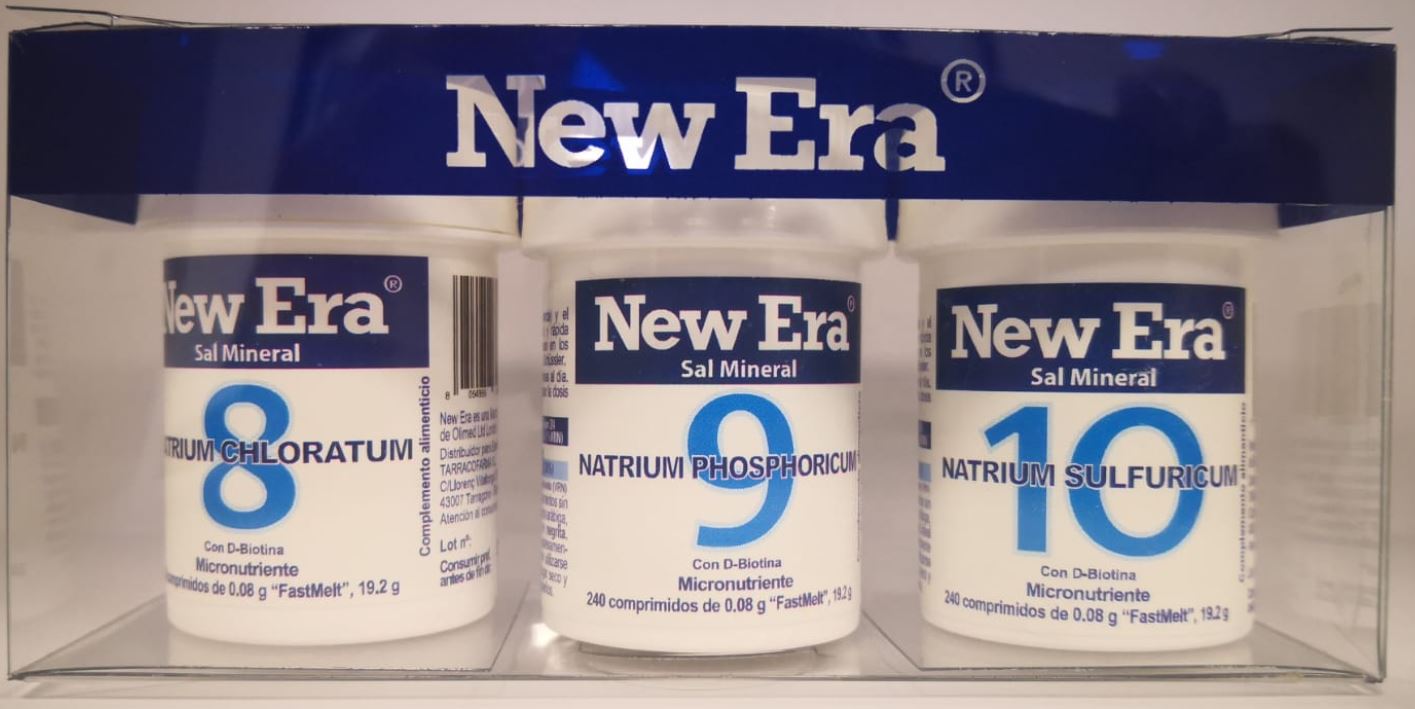 New Era®
New Era®
Sal Mineral
8
TRIUM CHLORATUM
Con D-Biotina
Micronutriente
comprimidos de 0.08 g “FastMelt”, 19.2 g
Complemento alimenticio
New Era es una
de Olimed Ltd
Distribuidor para
TARRACOFARMA
C/Llorenç
43007 Tarragona
Atención al
Lot nº:
Consumir pref.
antes de fin de
New Era®
Sal Mineral
9
NATRIUM PHOSPHORICUM
Con D-Biotina
Micronutriente
240 comprimidos de 0.08 g “FastMelt”, 19.2 g
New Era®
Sal Mineral
10
NATRIUM SULFURICUM
Con D-Biotina
Micronutriente
240 comprimidos de 0.08 g “FastMelt”, 19.2 g
Complemento alimenticio